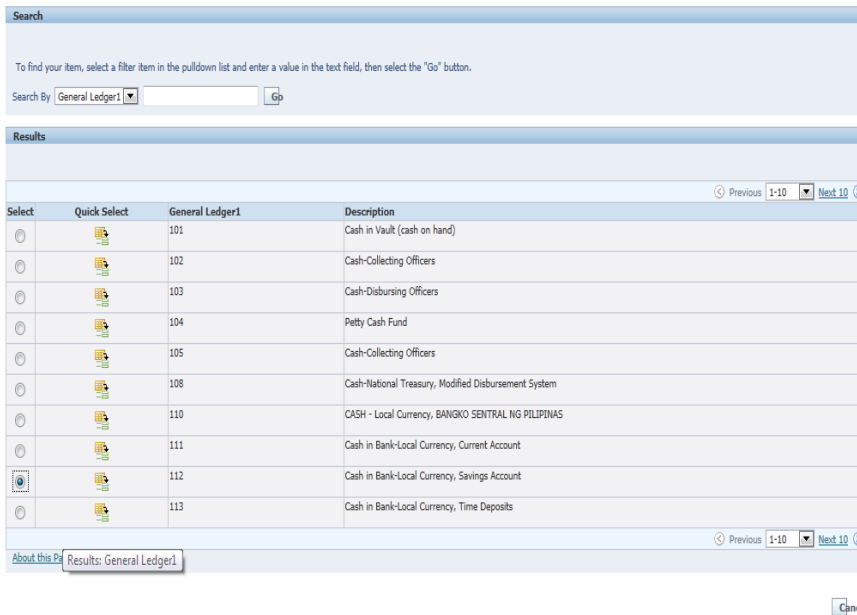 Search
To find your item, select a filter item in the pulldown list and enter a value in the text field, then select the "Go" button.
Search By General Ledger1 Go
Results
Previous 1-10 Next 10
Select Quick Select General Ledger1 Description
101 Cash in Vault (cash on hand)
102 Cash-Collecting Officers
103 Cash-Disbursing Officers
104 Petty Cash Fund
105 Cash-Collecting Officers
108 Cash-National Treasury, Modified Disbursement System
110 CASH - Local Currency, BANGKO SENTRAL NG PILIPINAS
111 Cash in Bank-Local Currency, Current Account
112 Cash in Bank-Local Currency, Savings Account
113 Cash in Bank-Local Currency, Time Deposits
Previous 1-10 Next 10
About this Pa Results: General Ledger1
Can